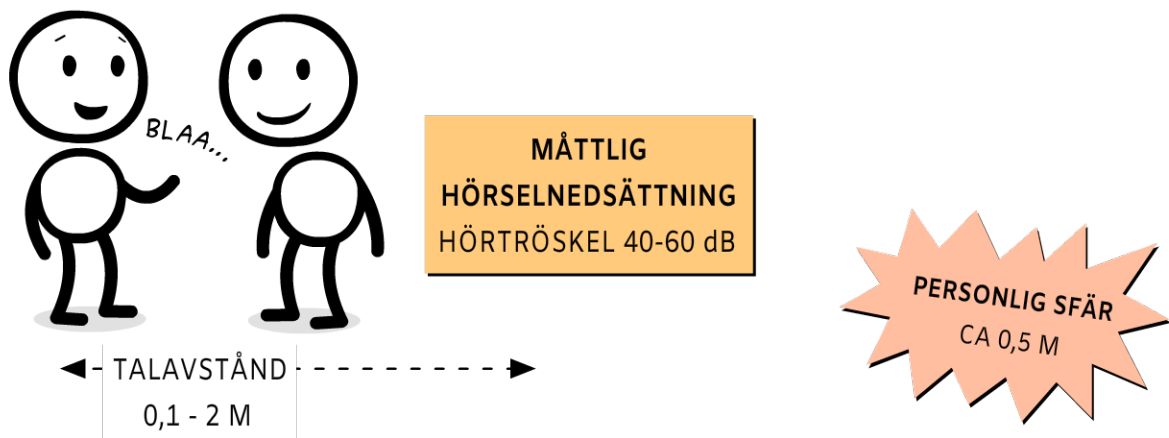 BLAA...
MÅTTLIG
HÖRSELNEDSÄTTNING
HÖRTRÖSKEL 40-60 dB
PERSONLIG SFÄR
CA 0,5 M
TALAVSTÅND
0,1 - 2 M